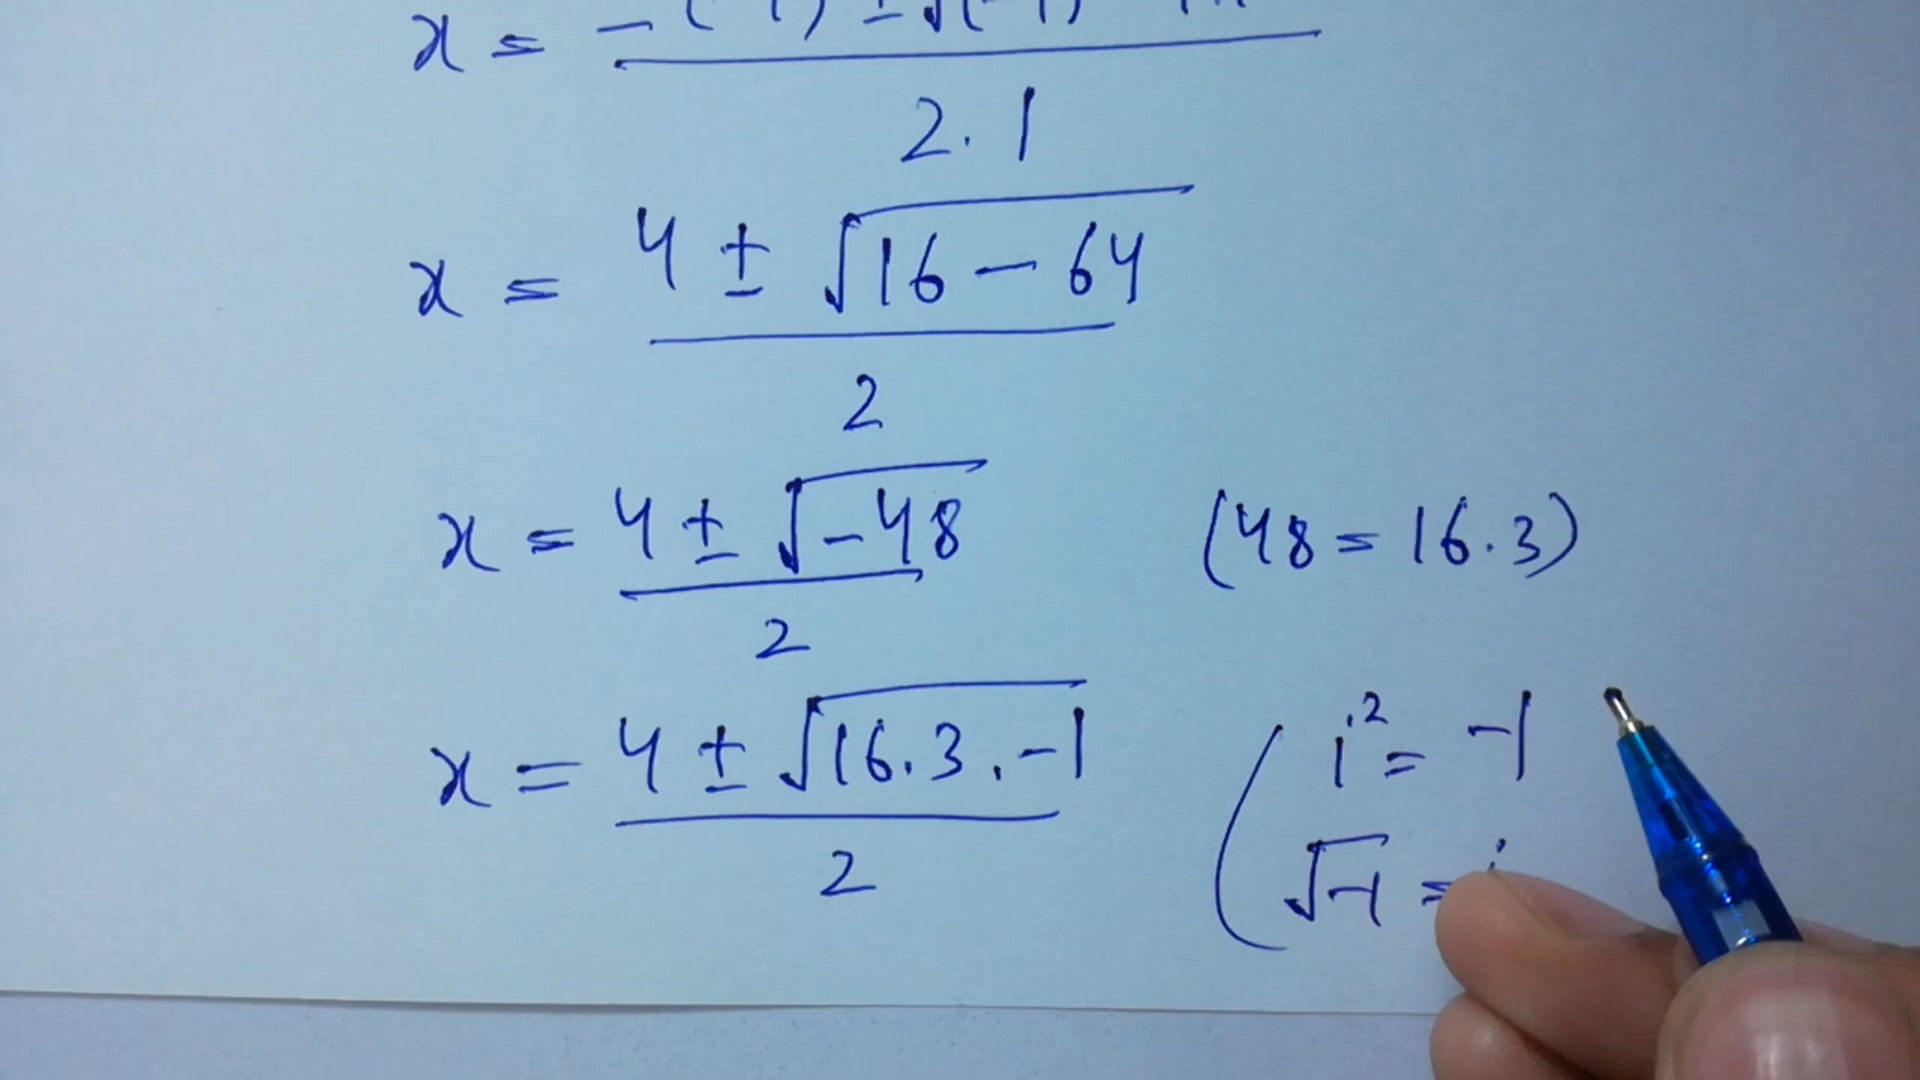 x =
2 . 1
x = 4 ± √16 - 64
2
x = 4 ± √-48 (48 = 16 . 3)
2
x = 4 ± √16 . 3 . -1 ( i² = -1
2 √-1 = i